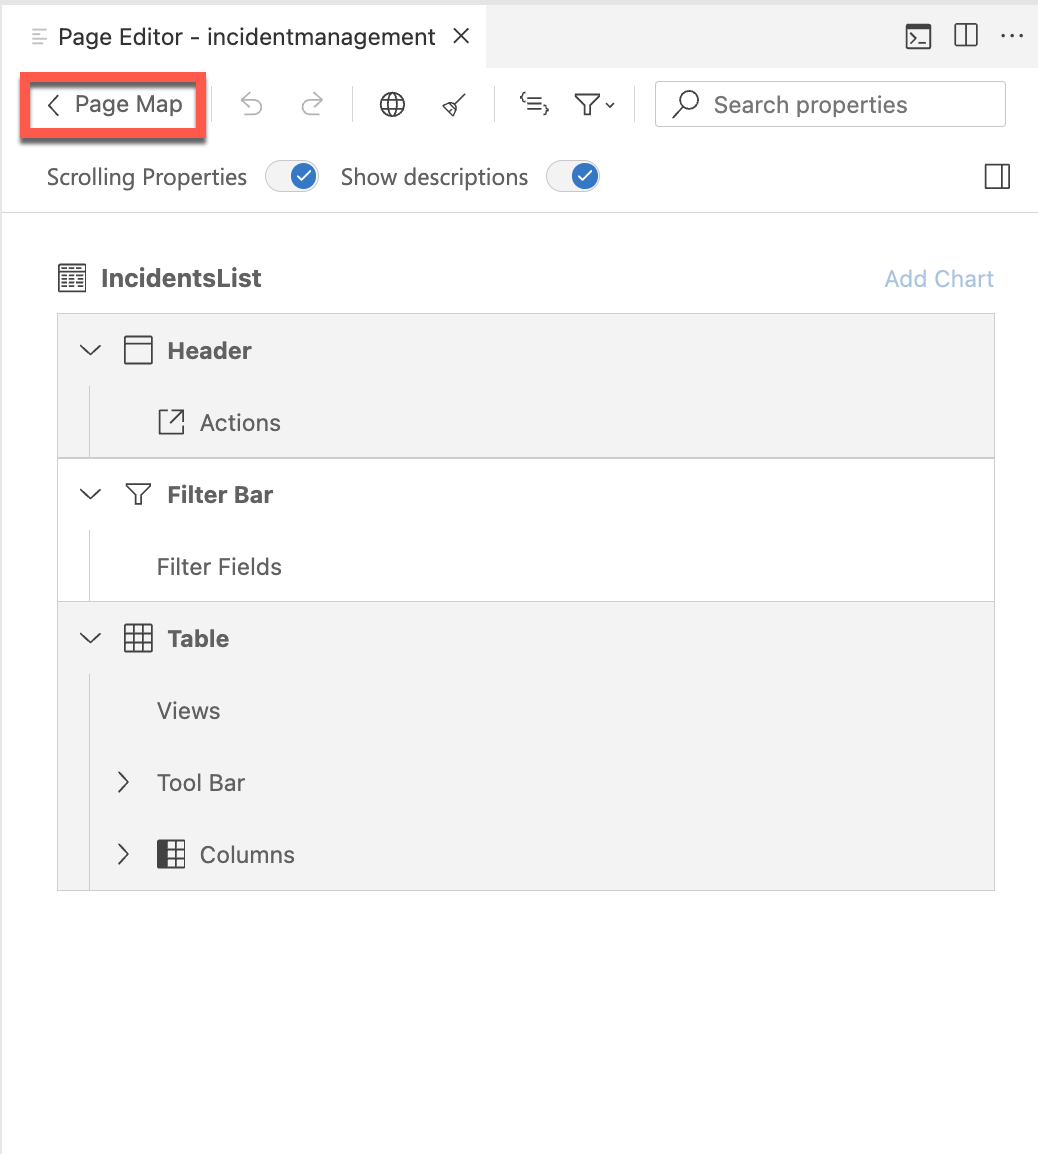 Page Editor - incidentmanagement
Page Map
Search properties
Scrolling Properties
Show descriptions
IncidentsList
Add Chart
Header
Actions
Filter Bar
Filter Fields
Table
Views
Tool Bar
Columns